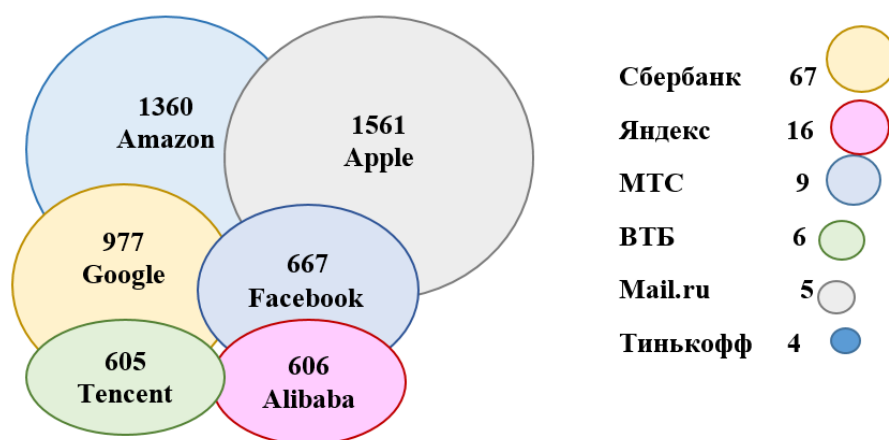 1360
Amazon
1561
Apple
977
Google
667
Facebook
605
Tencent
606
Alibaba
Сбербанк 67
Яндекс 16
МТС 9
ВТБ 6
Mail.ru 5
Тинькофф 4